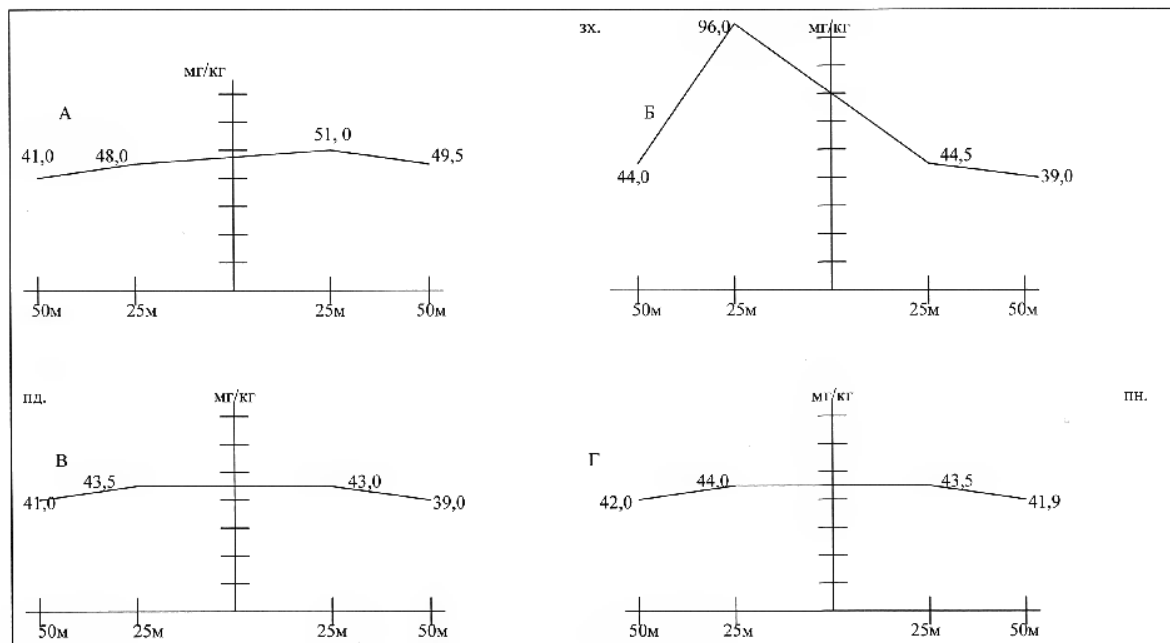 зх.
96,0
мг/кг
мг/кг
А
Б
51, 0
41,0
48,0
49,5
44,5
44,0
39,0
50м
25м
25м
50м
50м
25м
25м
50м
пд.
мг/кг
мг/кг
пн.
В
Г
43,5
43,0
44,0
43,5
41,0
39,0
42,0
41,9
50м
25м
25м
50м
50м
25м
25м
50м